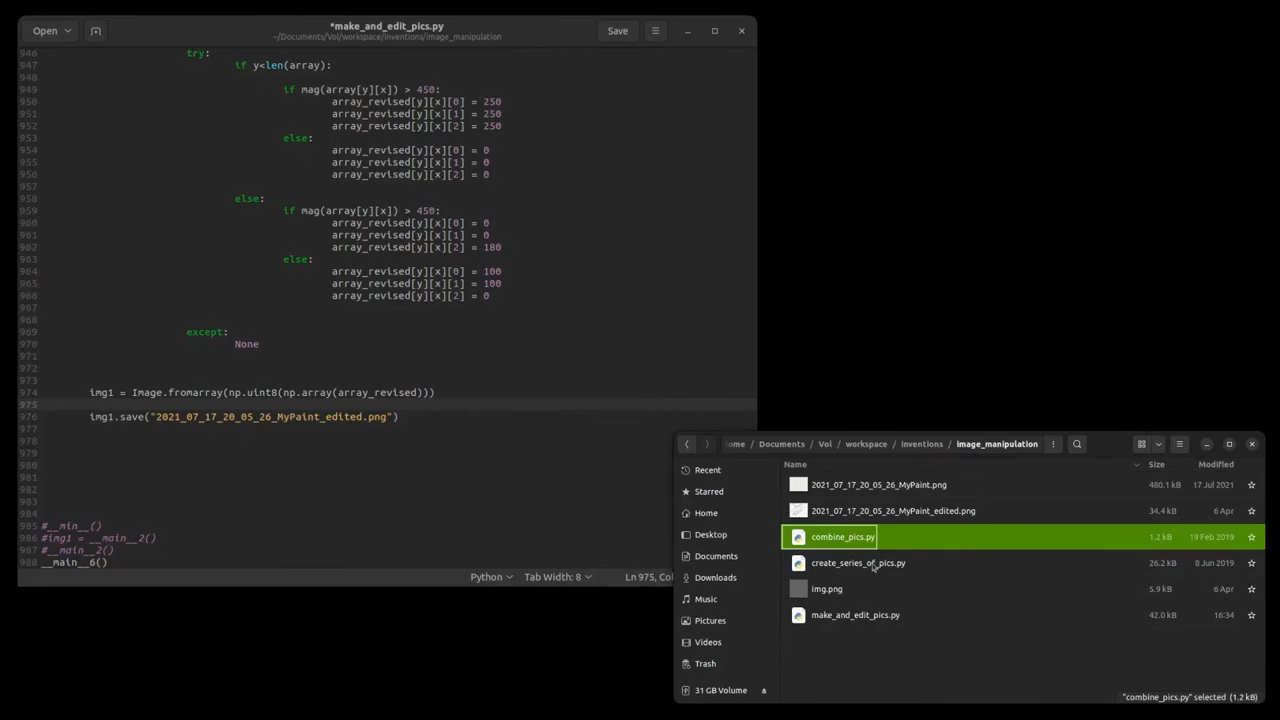 Open
*make_and_edit_pics.py
~/Documents/Vol/workspace/inventions/image_manipulation
Save
946 try:
947 if y<len(array):
948
949 if mag(array[y][x]) > 450:
950 array_revised[y][x][0] = 250
951 array_revised[y][x][1] = 250
952 array_revised[y][x][2] = 250
953 else:
954 array_revised[y][x][0] = 0
955 array_revised[y][x][1] = 0
956 array_revised[y][x][2] = 0
957
958 else:
959 if mag(array[y][x]) > 450:
960 array_revised[y][x][0] = 0
961 array_revised[y][x][1] = 0
962 array_revised[y][x][2] = 180
963 else:
964 array_revised[y][x][0] = 100
965 array_revised[y][x][1] = 100
966 array_revised[y][x][2] = 0
967
968
969 except:
970 None
971
972
973
974 img1 = Image.fromarray(np.uint8(np.array(array_revised)))
975
976 img1.save("2021_07_17_20_05_26_MyPaint_edited.png")
977
978
979
980
981
982
983
984
985 #__min__()
986 #img1 = __main__2()
987 #__main__2()
988 __main__6()
Python Tab Width: 8 Ln 975, Co
ome Documents Vol workspace inventions image_manipulation
Recent
Starred
Home
Desktop
Documents
Downloads
Music
Pictures
Videos
Trash
31 GB Volume
Name Size Modified
2021_07_17_20_05_26_MyPaint.png 480.1 kB 17 Jul 2021
2021_07_17_20_05_26_MyPaint_edited.png 34.4 kB 6 Apr
combine_pics.py 1.2 kB 19 Feb 2019
create_series_of_pics.py 26.2 kB 8 Jun 2019
img.png 5.9 kB 6 Apr
make_and_edit_pics.py 42.0 kB 16:34
"combine_pics.py" selected (1.2 kB)